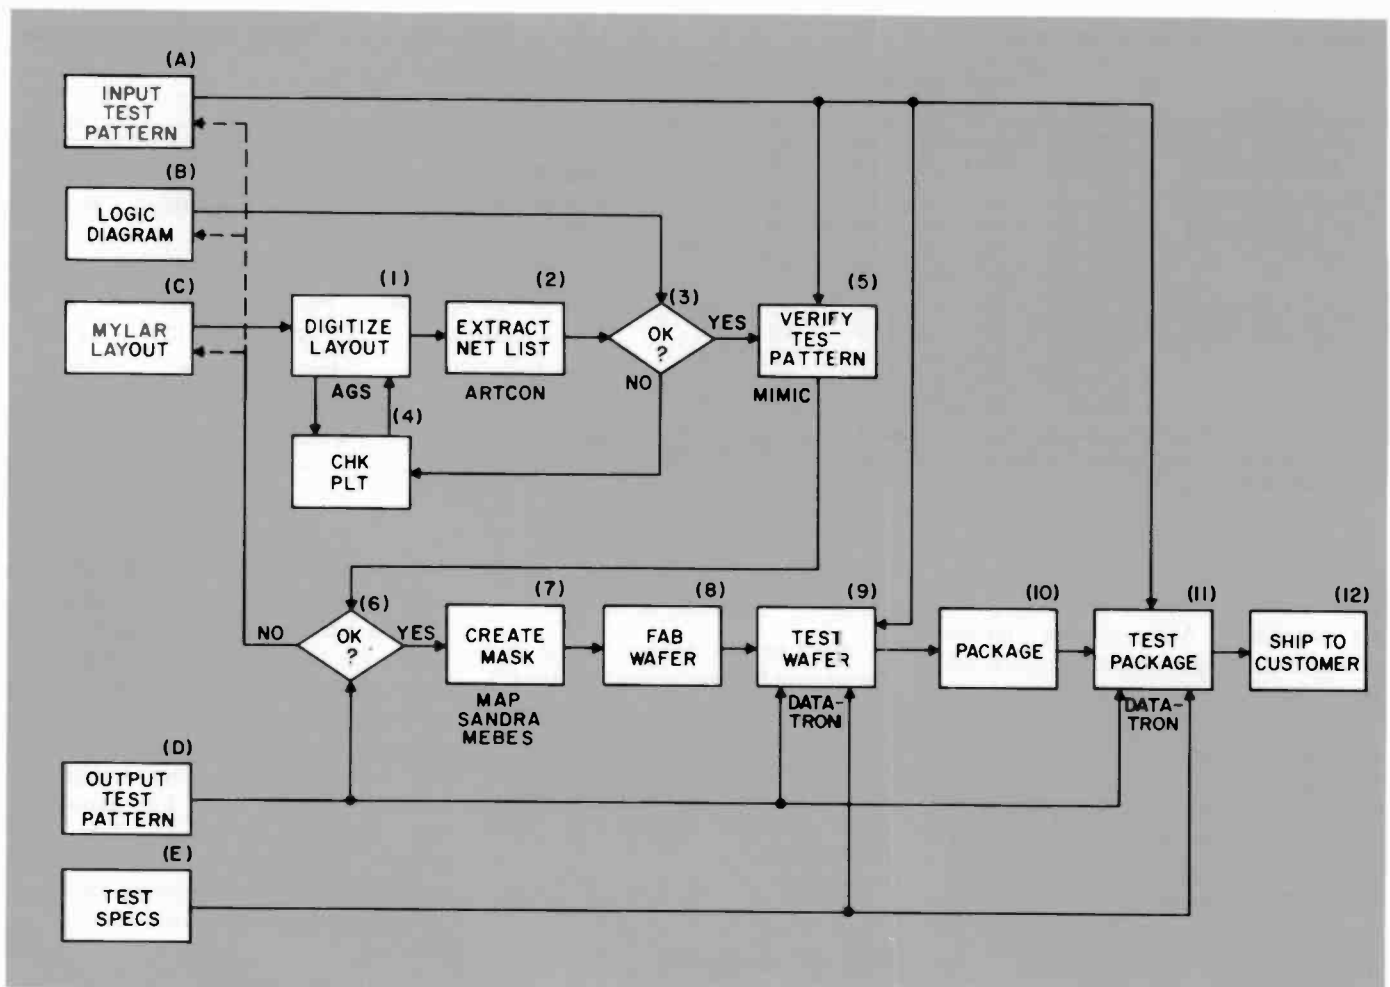 (A)
INPUT
TEST
PATTERN
(B)
LOGIC
DIAGRAM
(C)
MYLAR
LAYOUT
(1)
DIGITIZE
LAYOUT
AGS
(2)
EXTRACT
NET LIST
ARTCON
(3)
OK
?
YES
NO
(4)
CHK
PLT
(5)
VERIFY
TEST
PATTERN
MIMIC
(6)
OK
?
NO
YES
(7)
CREATE
MASK
MAP
SANDRA
MEBES
(8)
FAB
WAFER
(9)
TEST
WAFER
DATA-
TRON
(10)
PACKAGE
(11)
TEST
PACKAGE
DATA-
TRON
(12)
SHIP TO
CUSTOMER
(D)
OUTPUT
TEST
PATTERN
(E)
TEST
SPECS